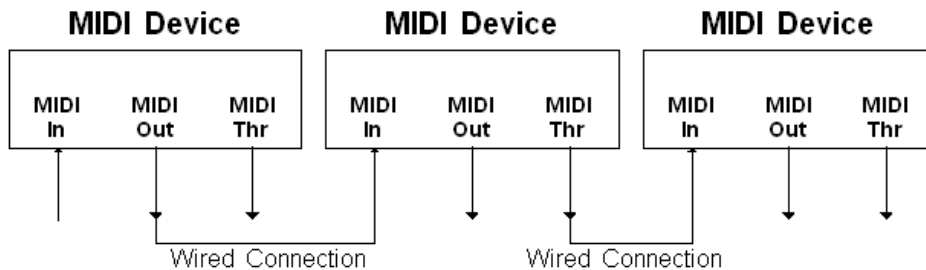 MIDI Device MIDI Device MIDI Device
MIDI In MIDI Out MIDI Thr MIDI In MIDI Out MIDI Thr MIDI In MIDI Out MIDI Thr
Wired Connection Wired Connection